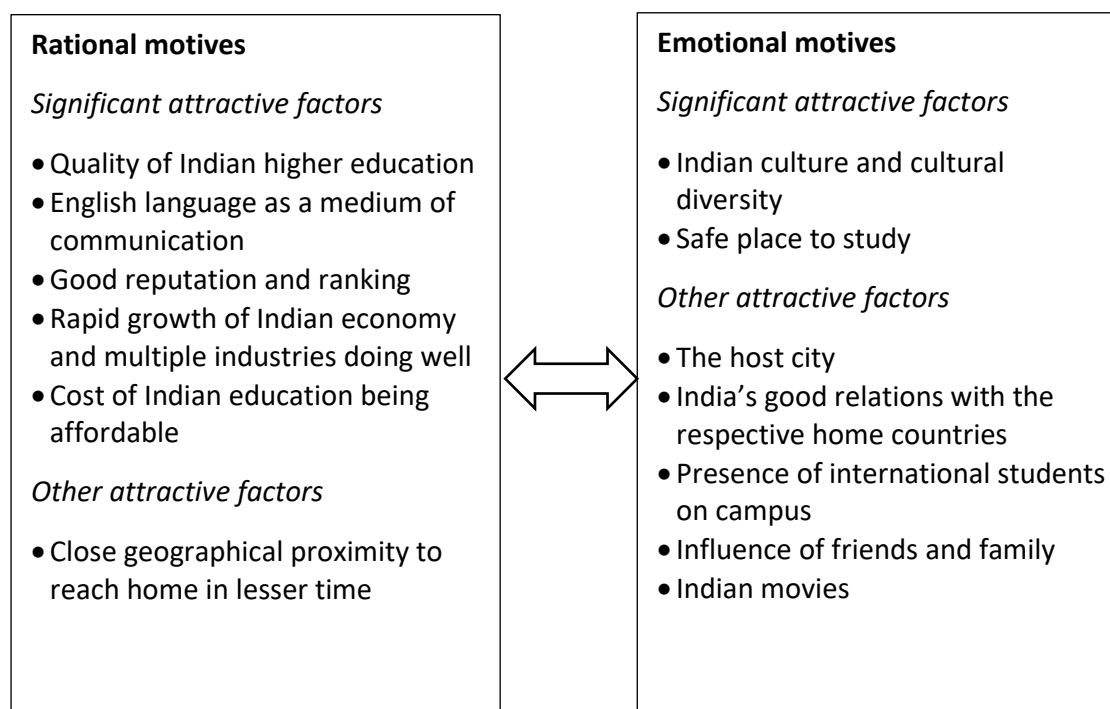 Rational motives
Significant attractive factors
• Quality of Indian higher education
• English language as a medium of
communication
• Good reputation and ranking
• Rapid growth of Indian economy
and multiple industries doing well
• Cost of Indian education being
affordable
Other attractive factors
• Close geographical proximity to
reach home in lesser time
Emotional motives
Significant attractive factors
• Indian culture and cultural
diversity
• Safe place to study
Other attractive factors
• The host city
• India’s good relations with the
respective home countries
• Presence of international students
on campus
• Influence of friends and family
• Indian movies